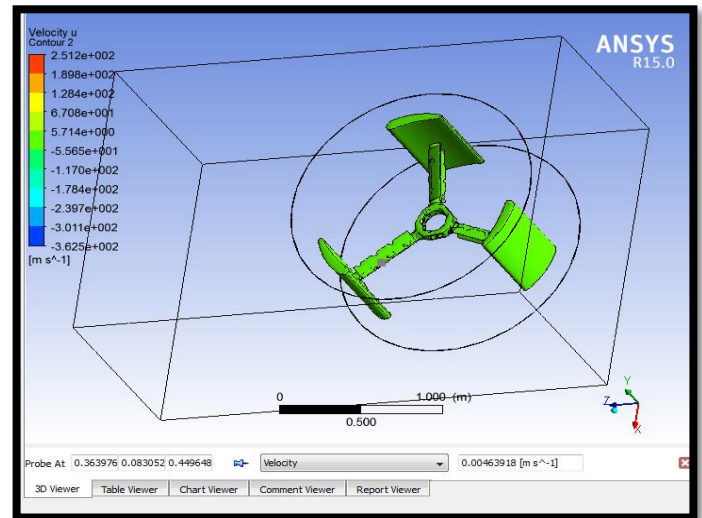 Velocity u
Contour 2
2.512e+002
1.898e+002
1.284e+002
6.708e+001
5.714e+000
-5.565e+001
-1.170e+002
-1.784e+002
-2.397e+002
-3.011e+002
-3.625e+002
[m s^-1]
ANSYS
R15.0
0 1.000 (m)
0.500
Y
Z
X
Probe At 0.363976 0.083052 0.449648 Velocity 0.00463918 [m s^-1]
3D Viewer Table Viewer Chart Viewer Comment Viewer Report Viewer